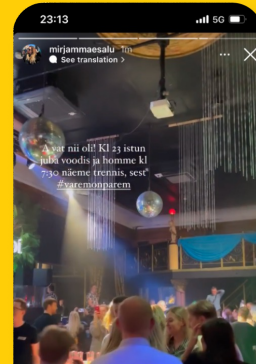 23:13
5G
mirjammaesalu 1m
See translation >
A vat nii oli! Kl 23 istun
juba voodis ja homme kl
7:30 näeme trennis, sest
#varemonparem